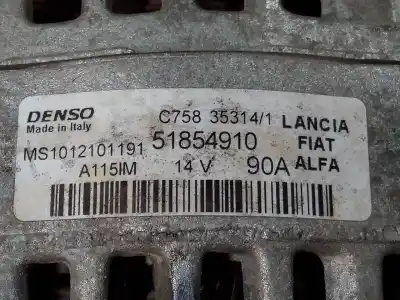 DENSO C758 35314/1 LANCIA
Made in Italy 51854910 FIAT
MS1012101191 ALFA
A115IM 14 V 90A